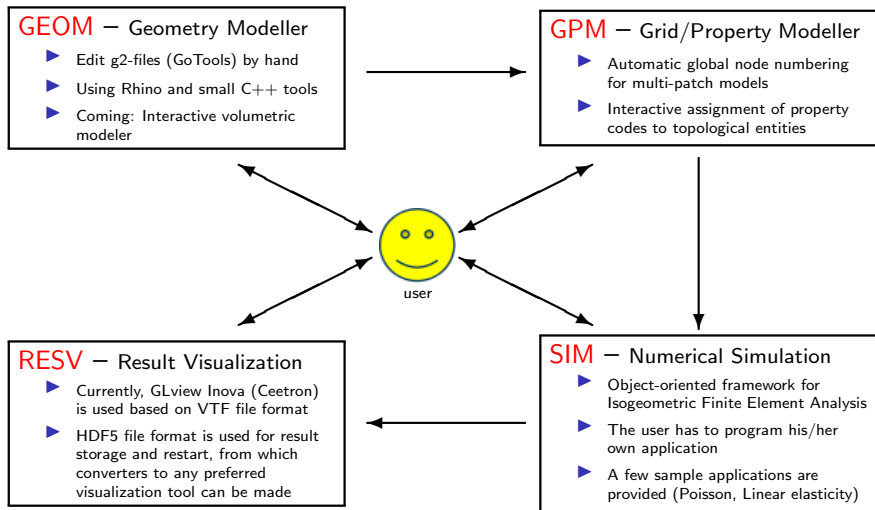 GEOM – Geometry Modeller
Edit g2-files (GoTools) by hand
Using Rhino and small C++ tools
Coming: Interactive volumetric
modeler
GPM – Grid/Property Modeller
Automatic global node numbering
for multi-patch models
Interactive assignment of property
codes to topological entities
user
RESV – Result Visualization
Currently, GLview Inova (Ceetron)
is used based on VTF file format
HDF5 file format is used for result
storage and restart, from which
converters to any preferred
visualization tool can be made
SIM – Numerical Simulation
Object-oriented framework for
Isogeometric Finite Element Analysis
The user has to program his/her
own application
A few sample applications are
provided (Poisson, Linear elasticity)